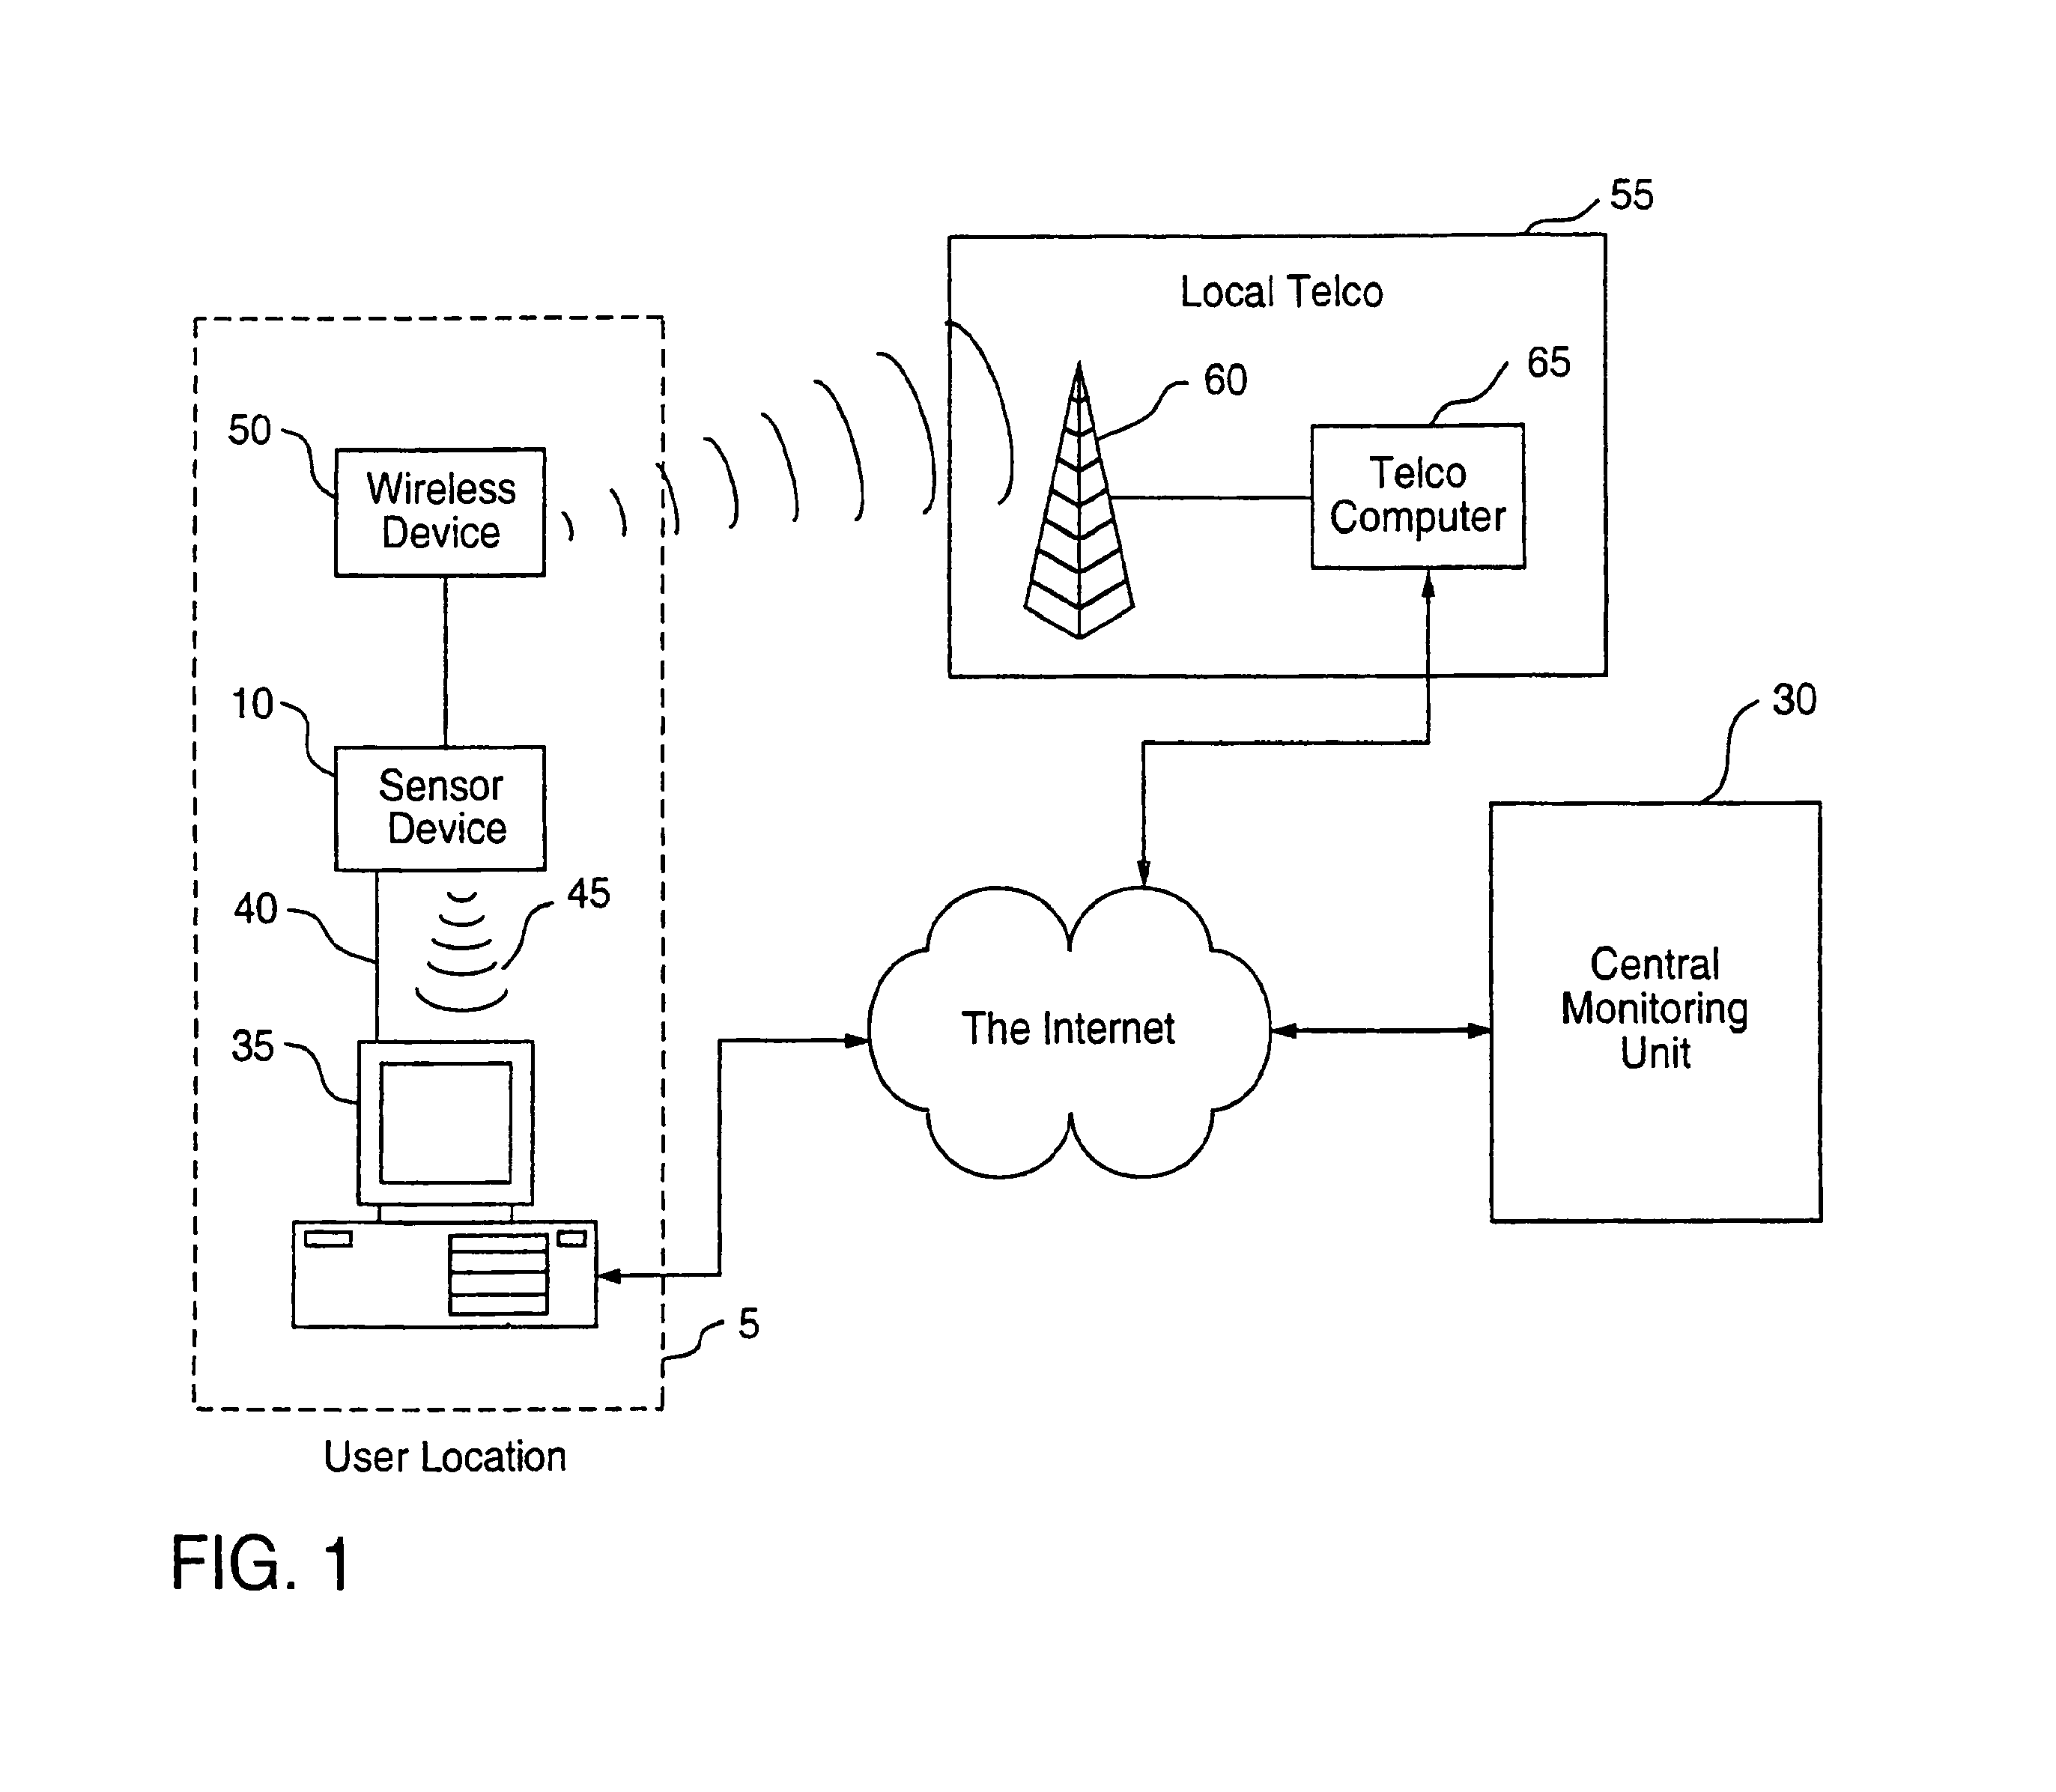 55
Local Telco
65
60
50
Wireless
Device
Telco
Computer
10
30
Sensor
Device
40
45
Central
Monitoring
Unit
The Internet
35
5
User Location
FIG. 1